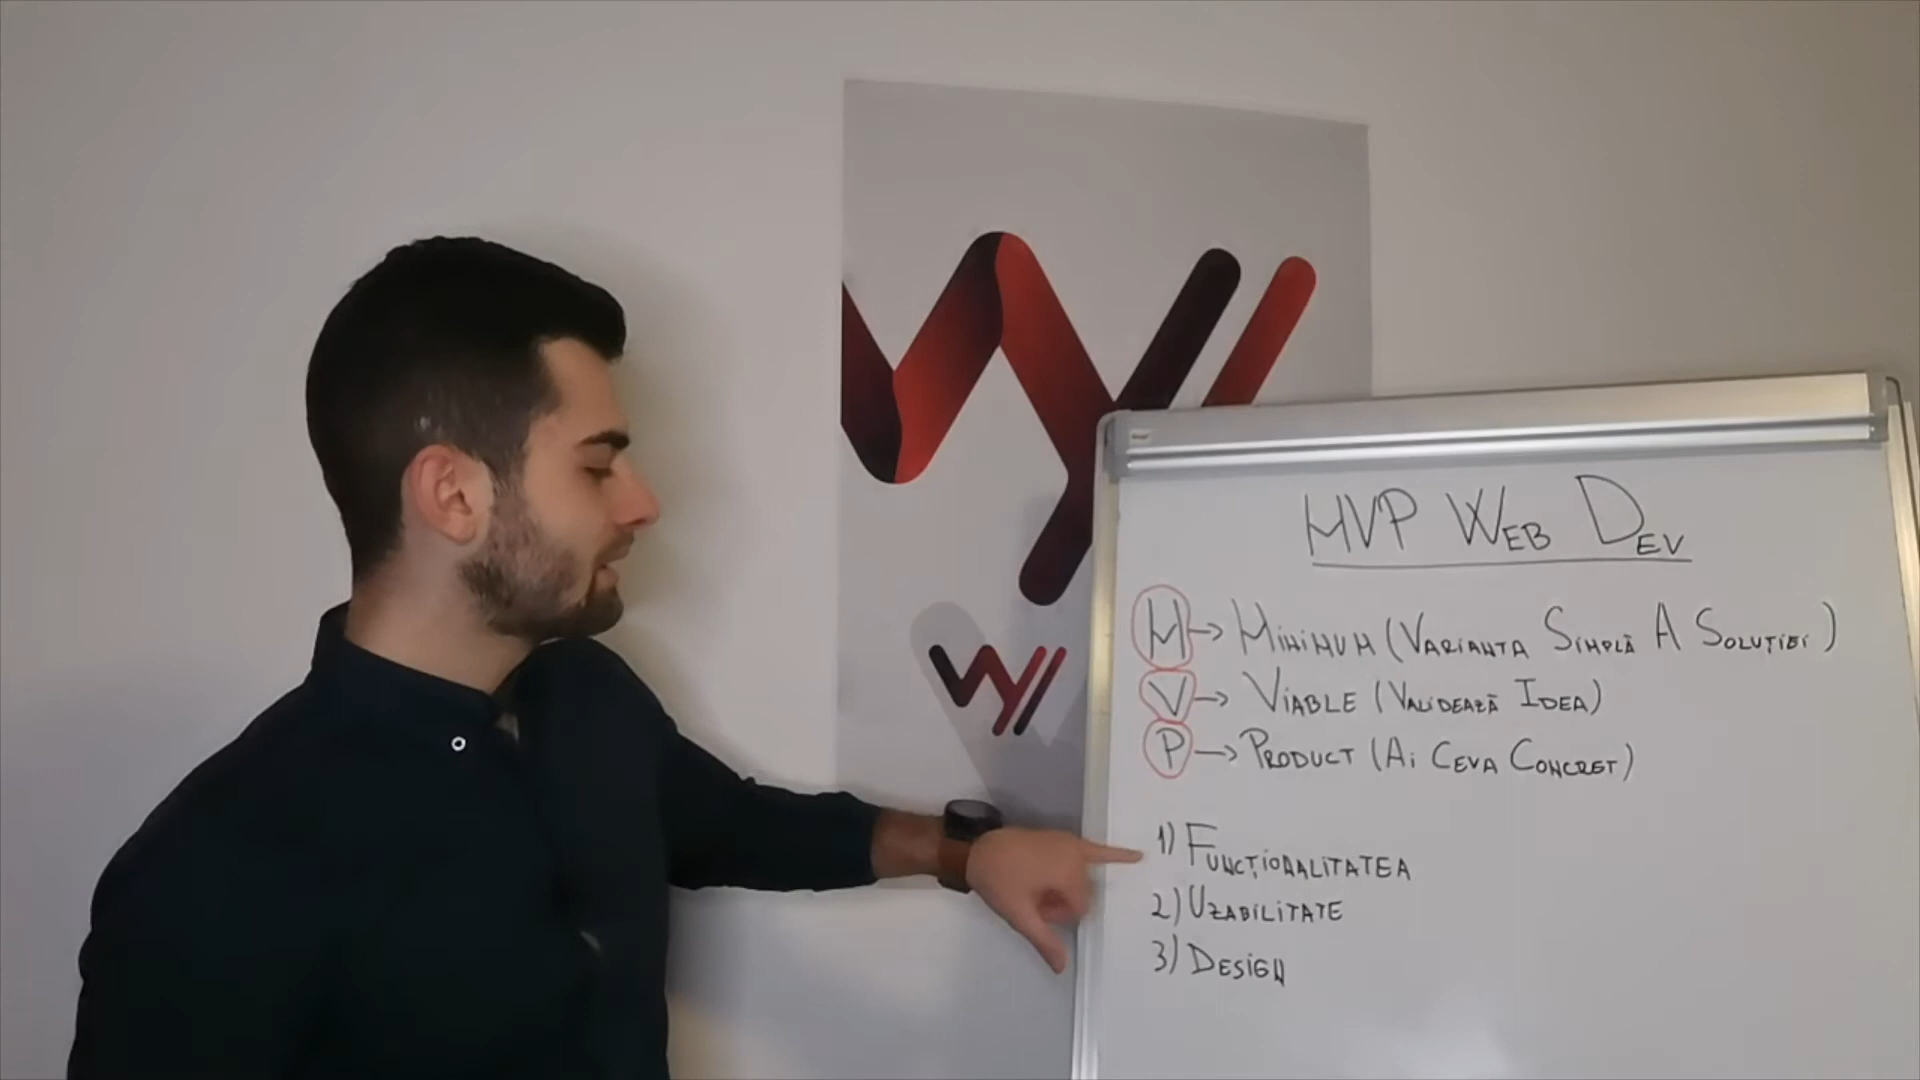 MVP WEB DEV
M → MINIMUM (VARIANTA SIMPLĂ A SOLUȚIEI)
V → VIABLE (VALIDEAZĂ IDEA)
P → PRODUCT (AI CEVA CONCRET)
1) FUNCȚIONALITATEA
2) UZABILITATE
3) DESIGN